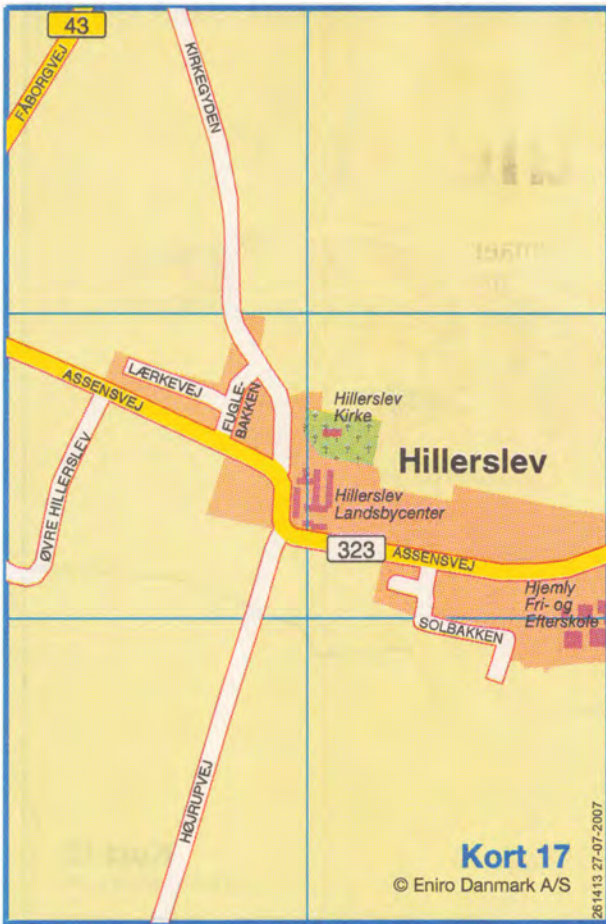 43
FÅBORGVEJ
KIRKEGYDEN
LÆRKEVEJ
ASSENSVEJ
FUGLE-
BAKKEN
Hillerslev
Kirke
Hillerslev
ØVRE HILLERSLEV
Hillerslev
Landsbycenter
323
ASSENSVEJ
Hjemly
Fri- og
Efterskole
SOLBAKKEN
HØJRUPVEJ
Kort 17
© Eniro Danmark A/S
261413 27-07-2007